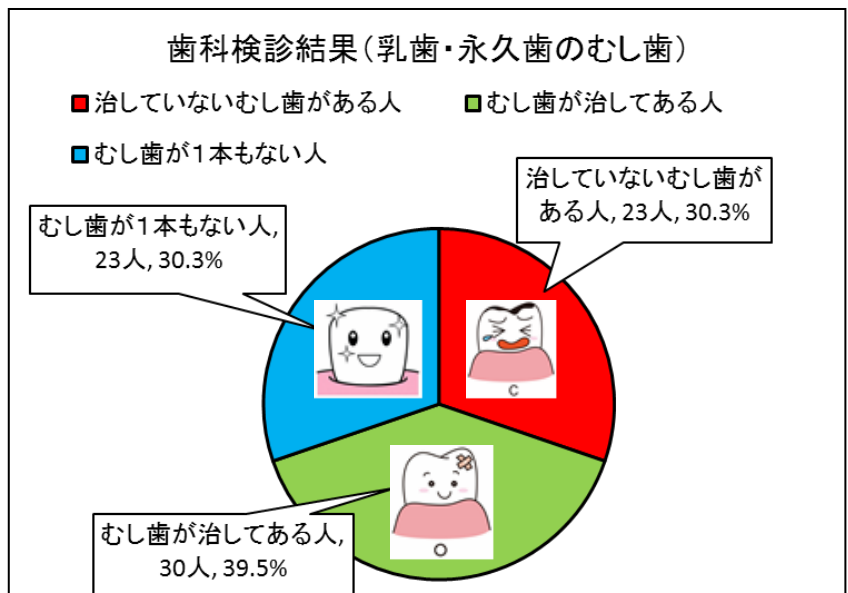 歯科検診結果（乳歯・永久歯のむし歯）
治していないむし歯がある人
むし歯が治してある人
むし歯が１本もない人
治していないむし歯が
ある人, 23人, 30.3%
むし歯が１本もない人,
23人, 30.3%
C
O
むし歯が治してある人,
30人, 39.5%